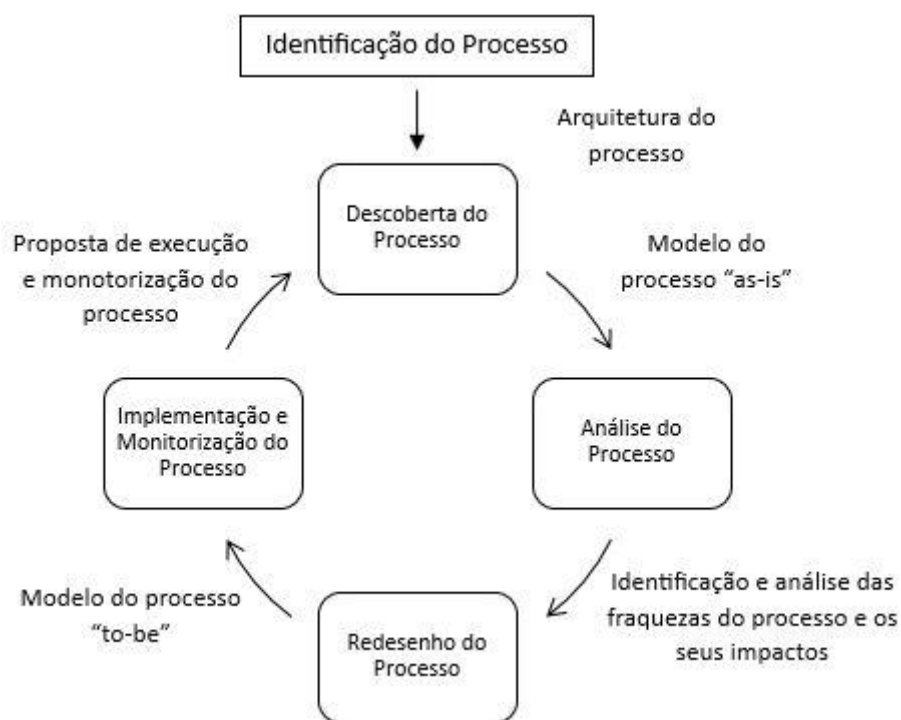 Identificação do Processo
Arquitetura do
processo
Descoberta do
Processo
Modelo do
processo “as-is”
Proposta de execução
e monotorização do
processo
Implementação e
Monitorização do
Processo
Análise do
Processo
Modelo do processo
“to-be”
Identificação e análise das
fraquezas do processo e os
seus impactos
Redesenho do
Processo